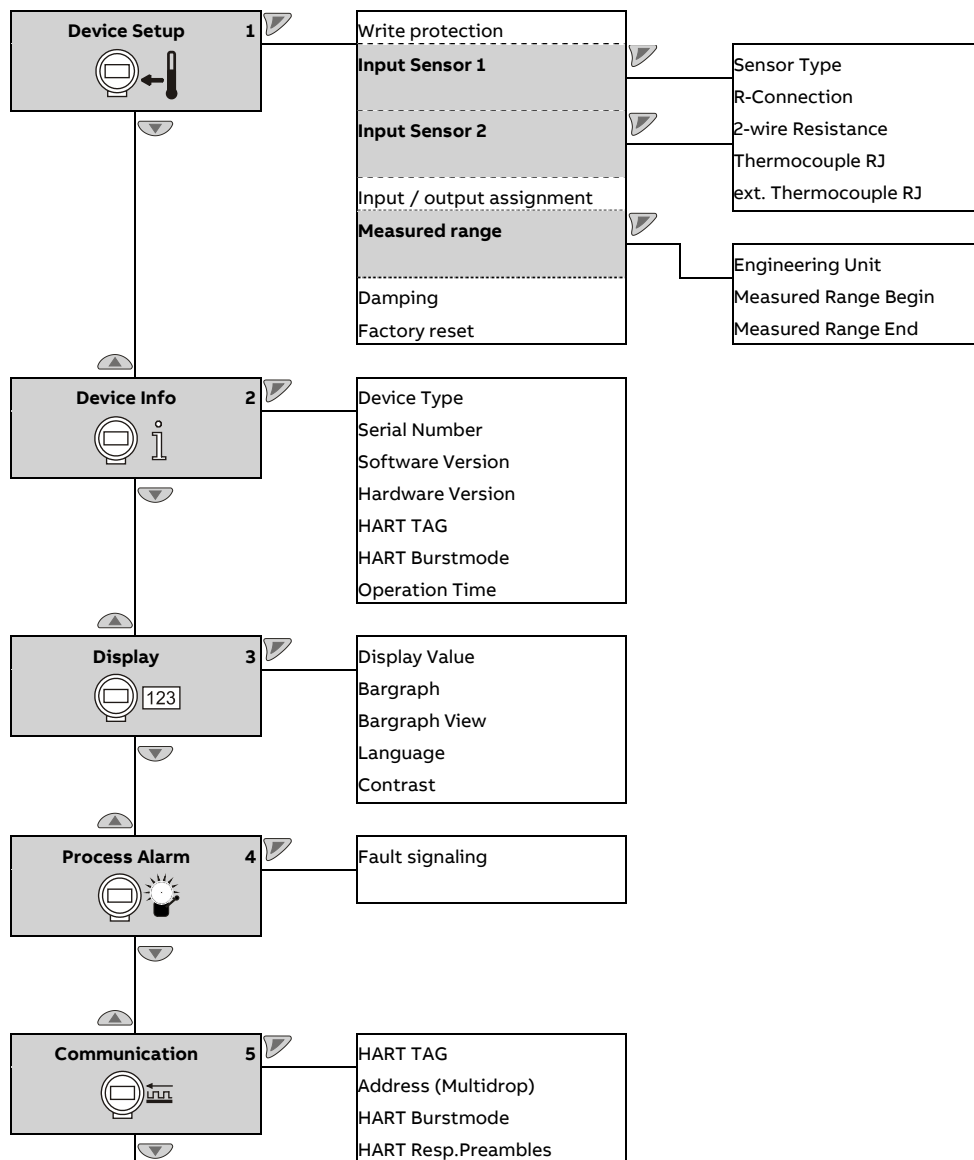 Device Setup 1
Write protection
Input Sensor 1
Input Sensor 2
Input / output assignment
Measured range
Damping
Factory reset
Sensor Type
R-Connection
2-wire Resistance
Thermocouple RJ
ext. Thermocouple RJ
Engineering Unit
Measured Range Begin
Measured Range End
Device Info 2
Device Type
Serial Number
Software Version
Hardware Version
HART TAG
HART Burstmode
Operation Time
Display 3
123
Display Value
Bargraph
Bargraph View
Language
Contrast
Process Alarm 4
Fault signaling
Communication 5
HART TAG
Address (Multidrop)
HART Burstmode
HART Resp.Preambles